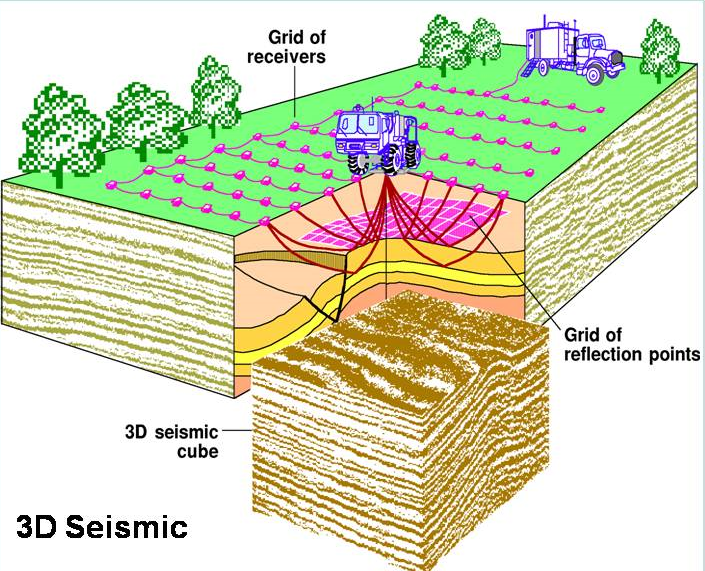 Grid of
receivers
Grid of
reflection points
3D seismic
cube
3D Seismic